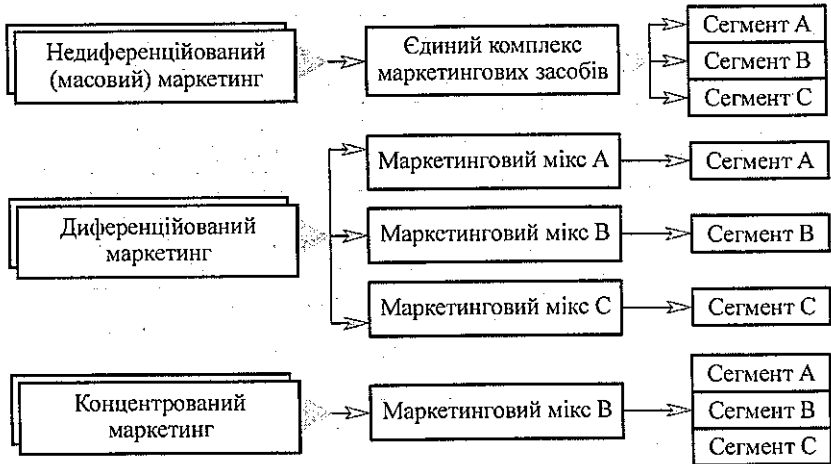 Недиференційований
(масовий) маркетинг
Єдиний комплекс
маркетингових засобів
Сегмент А
Сегмент В
Сегмент С
Диференційований
маркетинг
Маркетинговий мікс А
Сегмент А
Маркстинговий мікс В
Сегмент В
Маркетинговий мікс С
Сегмент С
Концентрований
маркетинг
Маркетинговий мікс В
Сегмент А
Сегмент В
Сегмент С